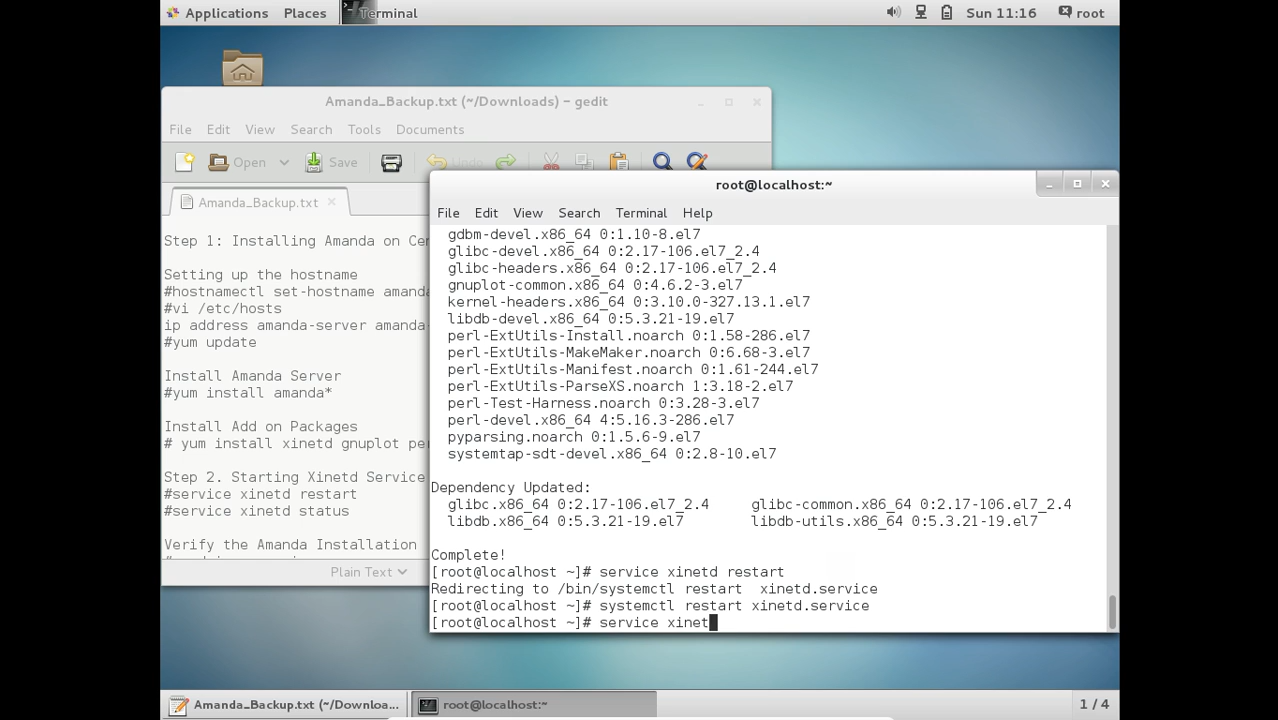 Applications Places Terminal Sun 11:16 root
Amanda_Backup.txt (~/Downloads) - gedit
File Edit View Search Tools Documents
Open Save Undo
Amanda_Backup.txt
Step 1: Installing Amanda on Cen
Setting up the hostname
#hostnamectl set-hostname amanda
#vi /etc/hosts
ip address amanda-server amanda-
#yum update
Install Amanda Server
#yum install amanda*
Install Add on Packages
# yum install xinetd gnuplot per
Step 2. Starting Xinetd Service
#service xinetd restart
#service xinetd status
Verify the Amanda Installation
Plain Text
root@localhost:~
File Edit View Search Terminal Help
gdbm-devel.x86_64 0:1.10-8.el7
glibc-devel.x86_64 0:2.17-106.el7_2.4
glibc-headers.x86_64 0:2.17-106.el7_2.4
gnuplot-common.x86_64 0:4.6.2-3.el7
kernel-headers.x86_64 0:3.10.0-327.13.1.el7
libdb-devel.x86_64 0:5.3.21-19.el7
perl-ExtUtils-Install.noarch 0:1.58-286.el7
perl-ExtUtils-MakeMaker.noarch 0:6.68-3.el7
perl-ExtUtils-Manifest.noarch 0:1.61-244.el7
perl-ExtUtils-ParseXS.noarch 1:3.18-2.el7
perl-Test-Harness.noarch 0:3.28-3.el7
perl-devel.x86_64 4:5.16.3-286.el7
pyparsing.noarch 0:1.5.6-9.el7
systemtap-sdt-devel.x86_64 0:2.8-10.el7
Dependency Updated:
glibc.x86_64 0:2.17-106.el7_2.4 glibc-common.x86_64 0:2.17-106.el7_2.4
libdb.x86_64 0:5.3.21-19.el7 libdb-utils.x86_64 0:5.3.21-19.el7
Complete!
[root@localhost ~]# service xinetd restart
Redirecting to /bin/systemctl restart  xinetd.service
[root@localhost ~]# systemctl restart xinetd.service
[root@localhost ~]# service xinet
Amanda_Backup.txt (~/Downloa... root@localhost:~ 1 / 4